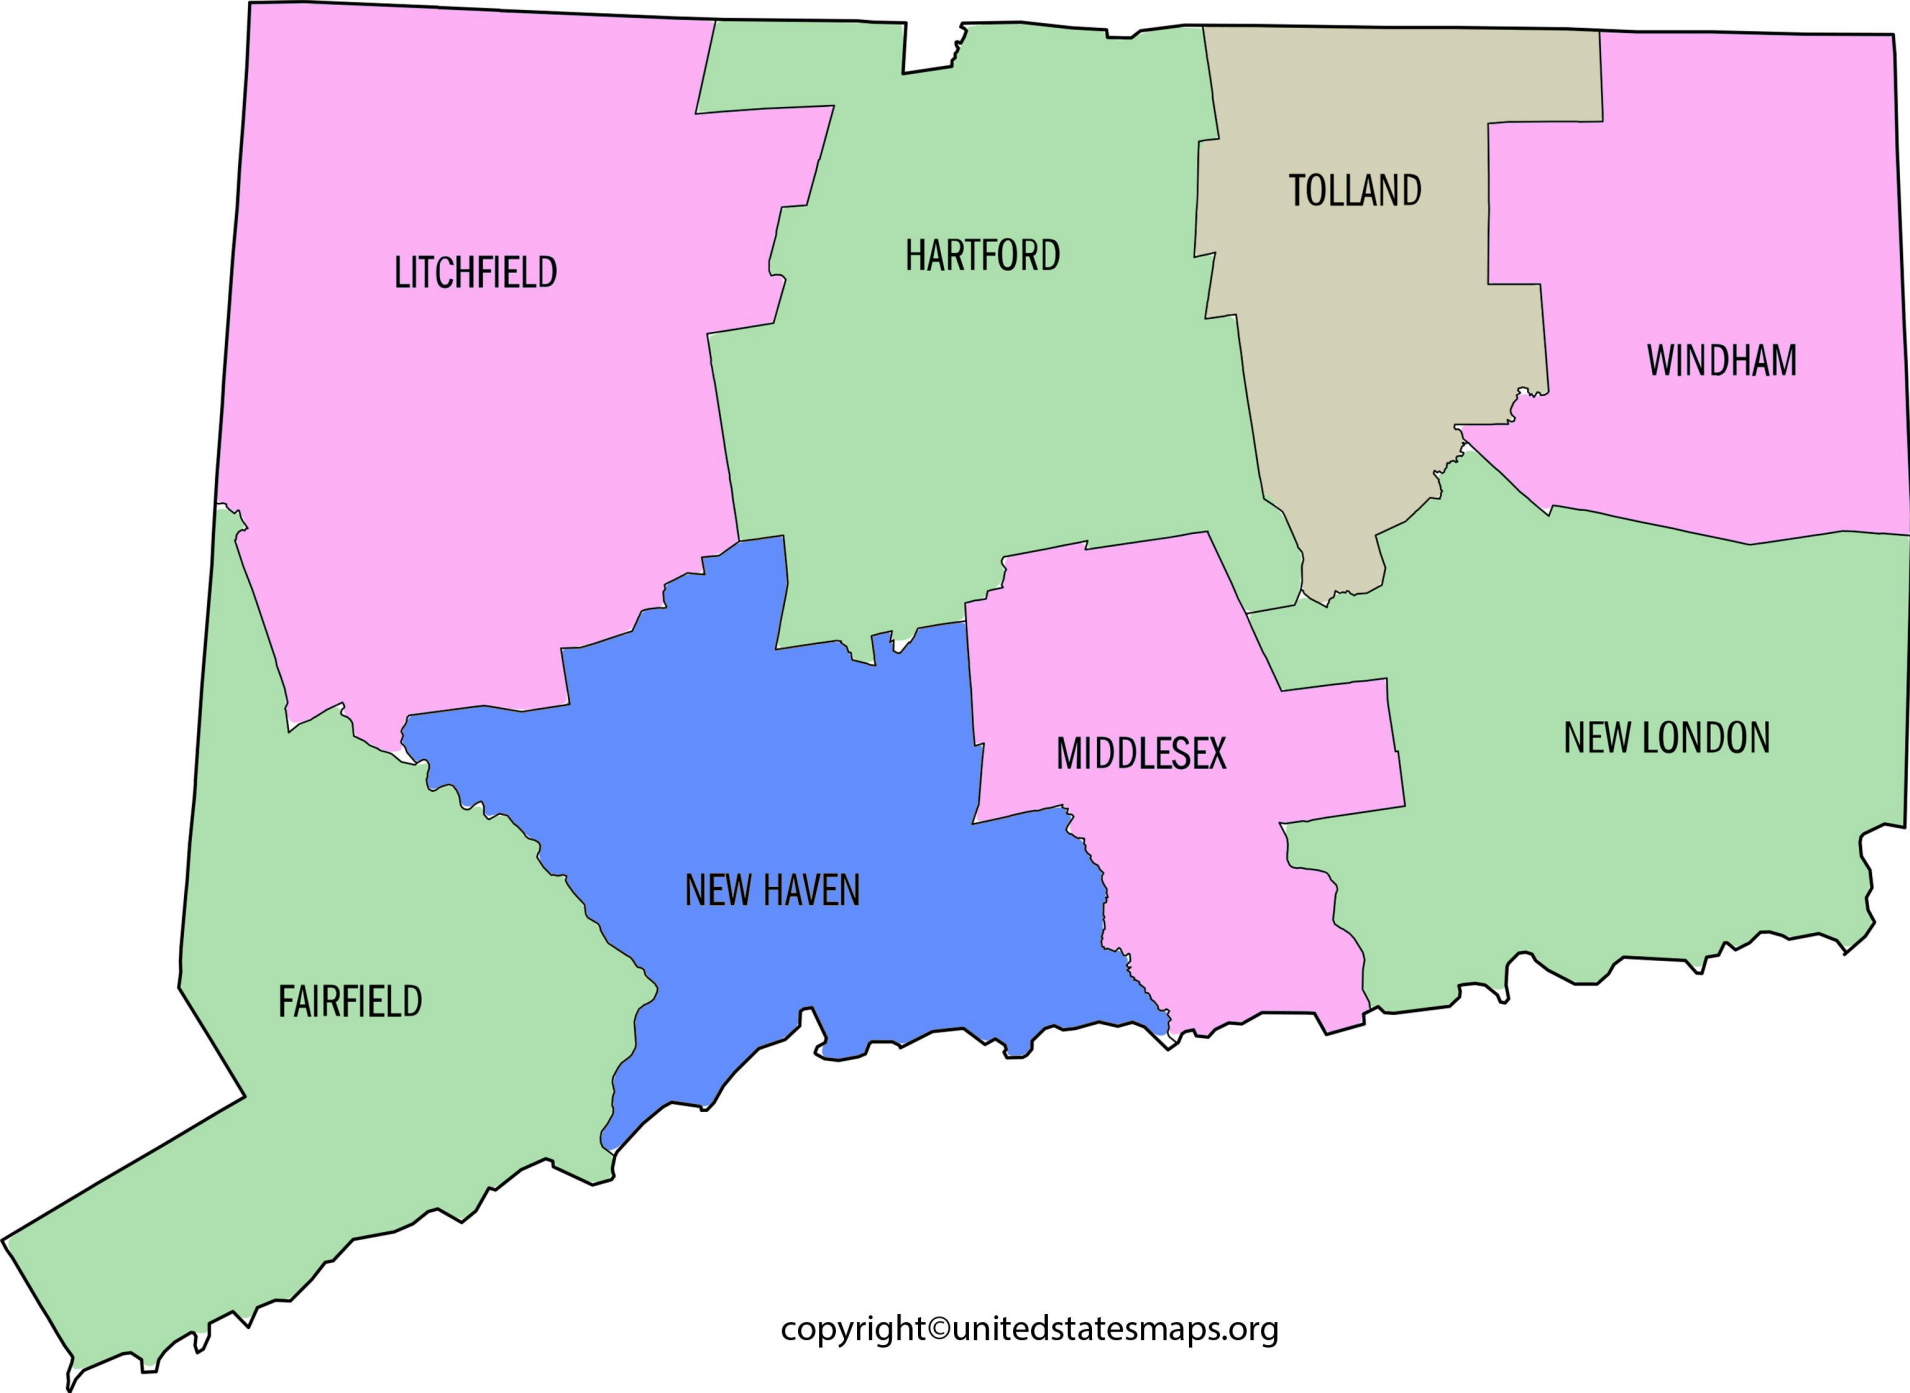 TOLLAND
HARTFORD
LITCHFIELD
WINDHAM
NEW LONDON
MIDDLESEX
NEW HAVEN
FAIRFIELD
copyright©unitedstatesmaps.org